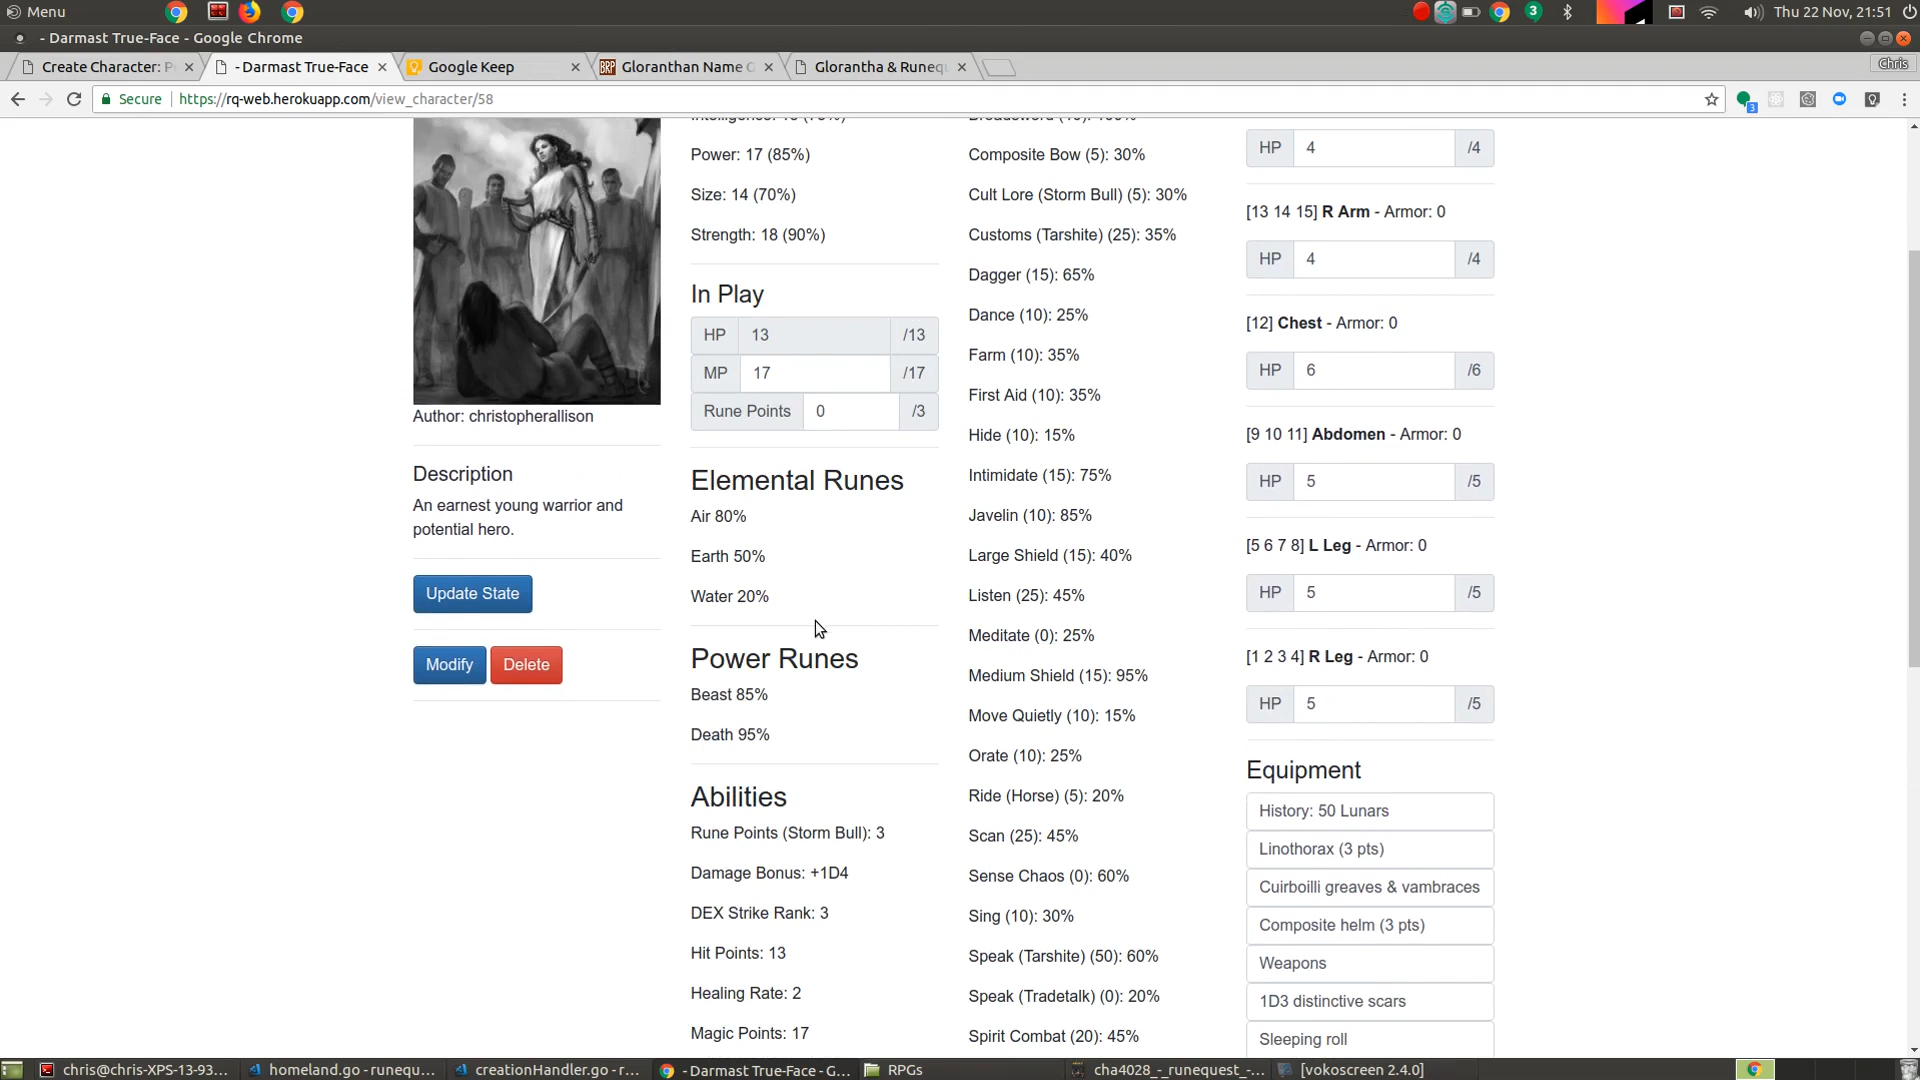 Menu
3
Thu 22 Nov, 21:51
- Darmast True-Face - Google Chrome
Create Character: P
- Darmast True-Face
Google Keep
BRP Gloranthan Name G
Glorantha & Runequ
Chris
Secure
https://rq-web.herokuapp.com/view_character/58
3
Author: christopherallison
Description
An earnest young warrior and
potential hero.
Update State
Modify
Delete
Power: 17 (85%)
Size: 14 (70%)
Strength: 18 (90%)
In Play
HP 13 /13
MP 17 /17
Rune Points 0 /3
Elemental Runes
Air 80%
Earth 50%
Water 20%
Power Runes
Beast 85%
Death 95%
Abilities
Rune Points (Storm Bull): 3
Damage Bonus: +1D4
DEX Strike Rank: 3
Hit Points: 13
Healing Rate: 2
Magic Points: 17
Composite Bow (5): 30%
Cult Lore (Storm Bull) (5): 30%
Customs (Tarshite) (25): 35%
Dagger (15): 65%
Dance (10): 25%
Farm (10): 35%
First Aid (10): 35%
Hide (10): 15%
Intimidate (15): 75%
Javelin (10): 85%
Large Shield (15): 40%
Listen (25): 45%
Meditate (0): 25%
Medium Shield (15): 95%
Move Quietly (10): 15%
Orate (10): 25%
Ride (Horse) (5): 20%
Scan (25): 45%
Sense Chaos (0): 60%
Sing (10): 30%
Speak (Tarshite) (50): 60%
Speak (Tradetalk) (0): 20%
Spirit Combat (20): 45%
HP 4 /4
[13 14 15] R Arm - Armor: 0
HP 4 /4
[12] Chest - Armor: 0
HP 6 /6
[9 10 11] Abdomen - Armor: 0
HP 5 /5
[5 6 7 8] L Leg - Armor: 0
HP 5 /5
[1 2 3 4] R Leg - Armor: 0
HP 5 /5
Equipment
History: 50 Lunars
Linothorax (3 pts)
Cuirboilli greaves & vambraces
Composite helm (3 pts)
Weapons
1D3 distinctive scars
Sleeping roll
chris@chris-XPS-13-93...
homeland.go - runequ...
creationHandler.go - r...
- Darmast True-Face - G...
RPGs
cha4028_-_runequest_-...
[vokoscreen 2.4.0]